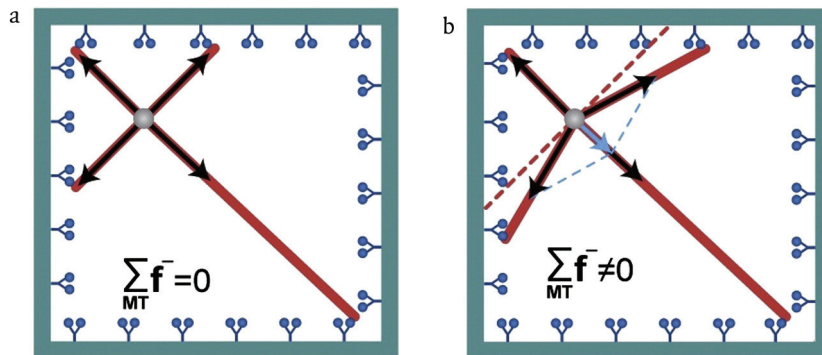 a
b
∑ f⁻ =0
MT
∑ f⁻ ≠0
MT